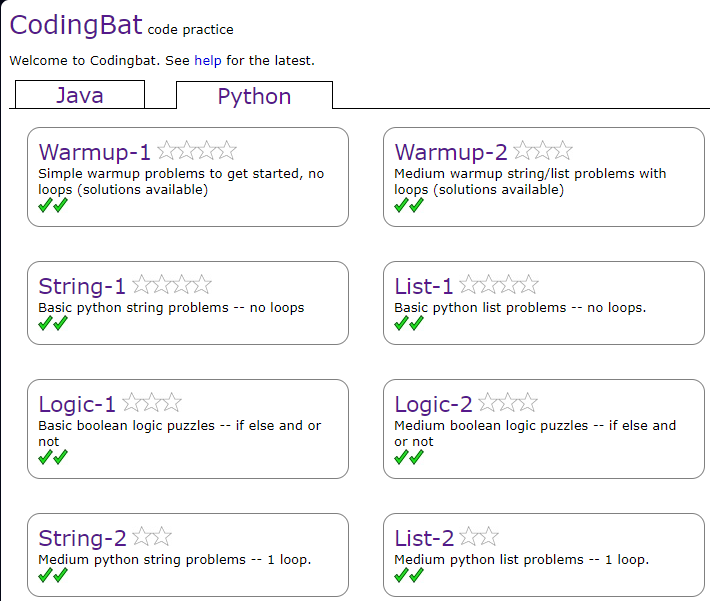 CodingBat code practice
Welcome to Codingbat. See help for the latest.
Java
Python
Warmup-1
Simple warmup problems to get started, no
loops (solutions available)
Warmup-2
Medium warmup string/list problems with
loops (solutions available)
String-1
Basic python string problems -- no loops
List-1
Basic python list problems -- no loops.
Logic-1
Basic boolean logic puzzles -- if else and or
not
Logic-2
Medium boolean logic puzzles -- if else and
or not
String-2
Medium python string problems -- 1 loop.
List-2
Medium python list problems -- 1 loop.